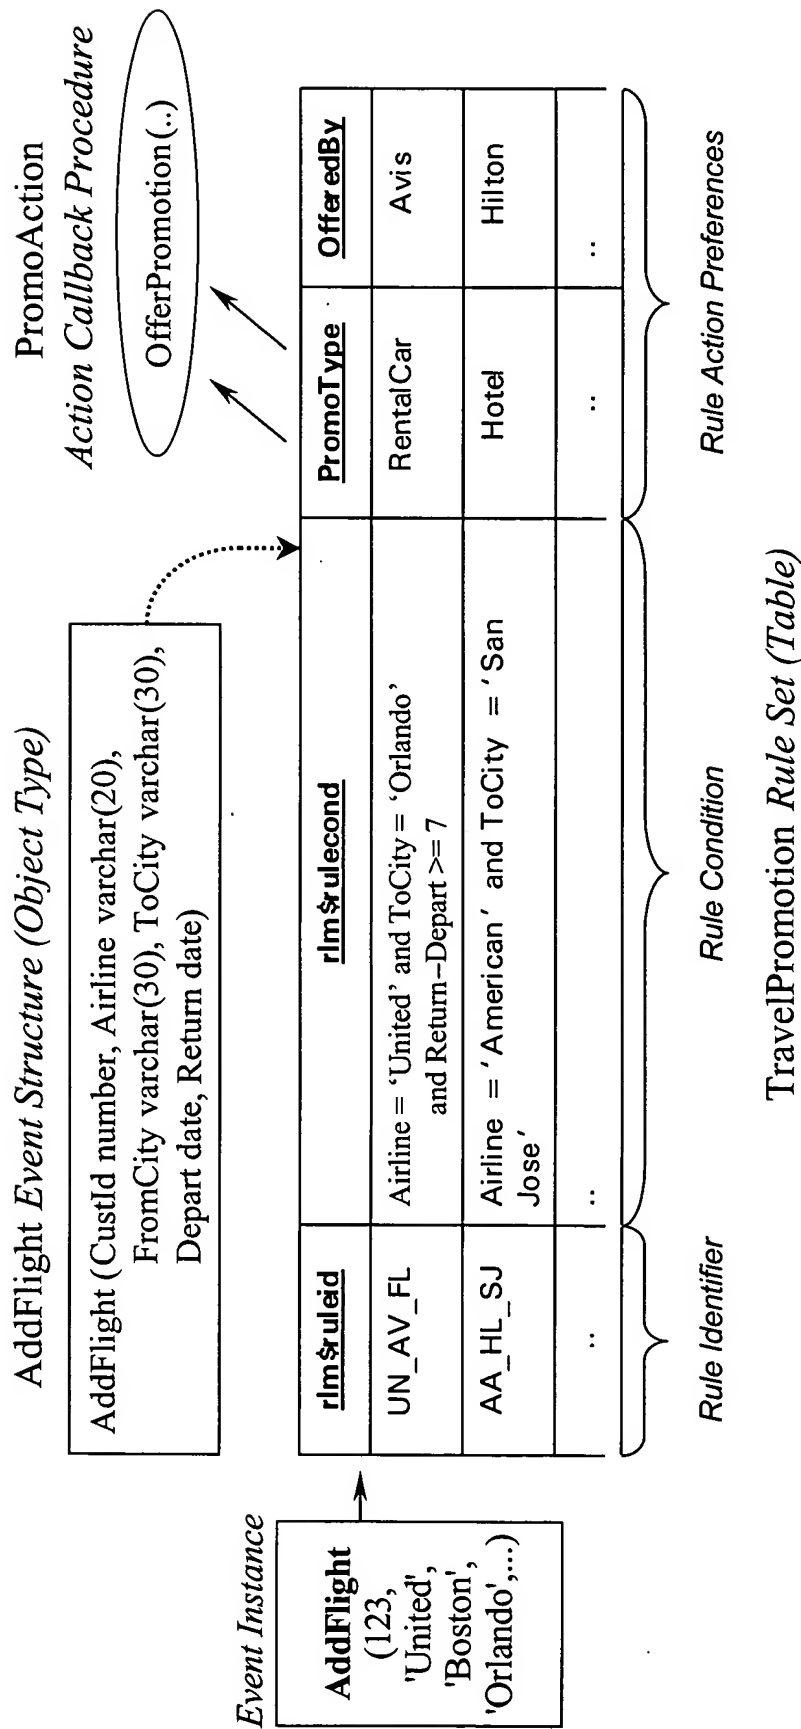 AddFlight Event Structure (Object Type)
AddFlight (CustId number, Airline varchar(20),
FromCity varchar(30), ToCity varchar(30),
Depart date, Return date)
PromoAction
Action Callback Procedure
OfferPromotion(..)
Event Instance
AddFlight
(123,
'United',
'Boston',
'Orlando',...)
rlm$ruleid
rlm$rulecond
PromoType
OfferedBy
UN_AV_FL
Airline = ‘United’ and ToCity = ‘Orlando’
and Return−Depart >= 7
RentalCar
Avis
AA_HL_SJ
Airline = ’American’ and ToCity = ’San
Jose’
Hotel
Hilton
..
..
..
..
Rule Identifier
Rule Condition
Rule Action Preferences
TravelPromotion Rule Set (Table)